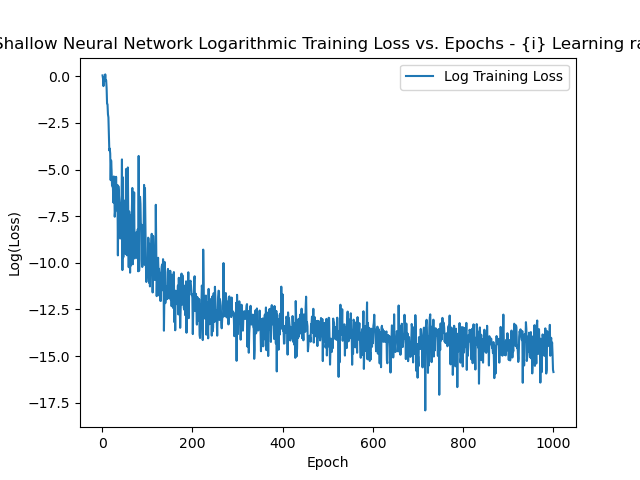 Shallow Neural Network Logarithmic Training Loss vs. Epochs - {i} Learning
Log Training Loss
0.0
−2.5
−5.0
−7.5
−10.0
−12.5
−15.0
−17.5
Log(Loss)
0 200 400 600 800 1000
Epoch